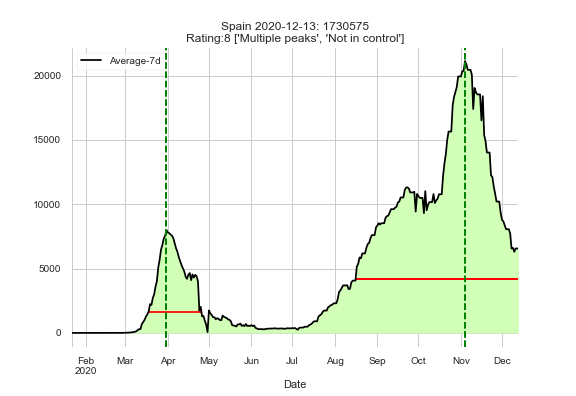 Spain 2020-12-13: 1730575
Rating:8 ['Multiple peaks', 'Not in control']
Average-7d
20000
15000
10000
5000
0
Feb Mar Apr May Jun Jul Aug Sep Oct Nov Dec
2020
Date